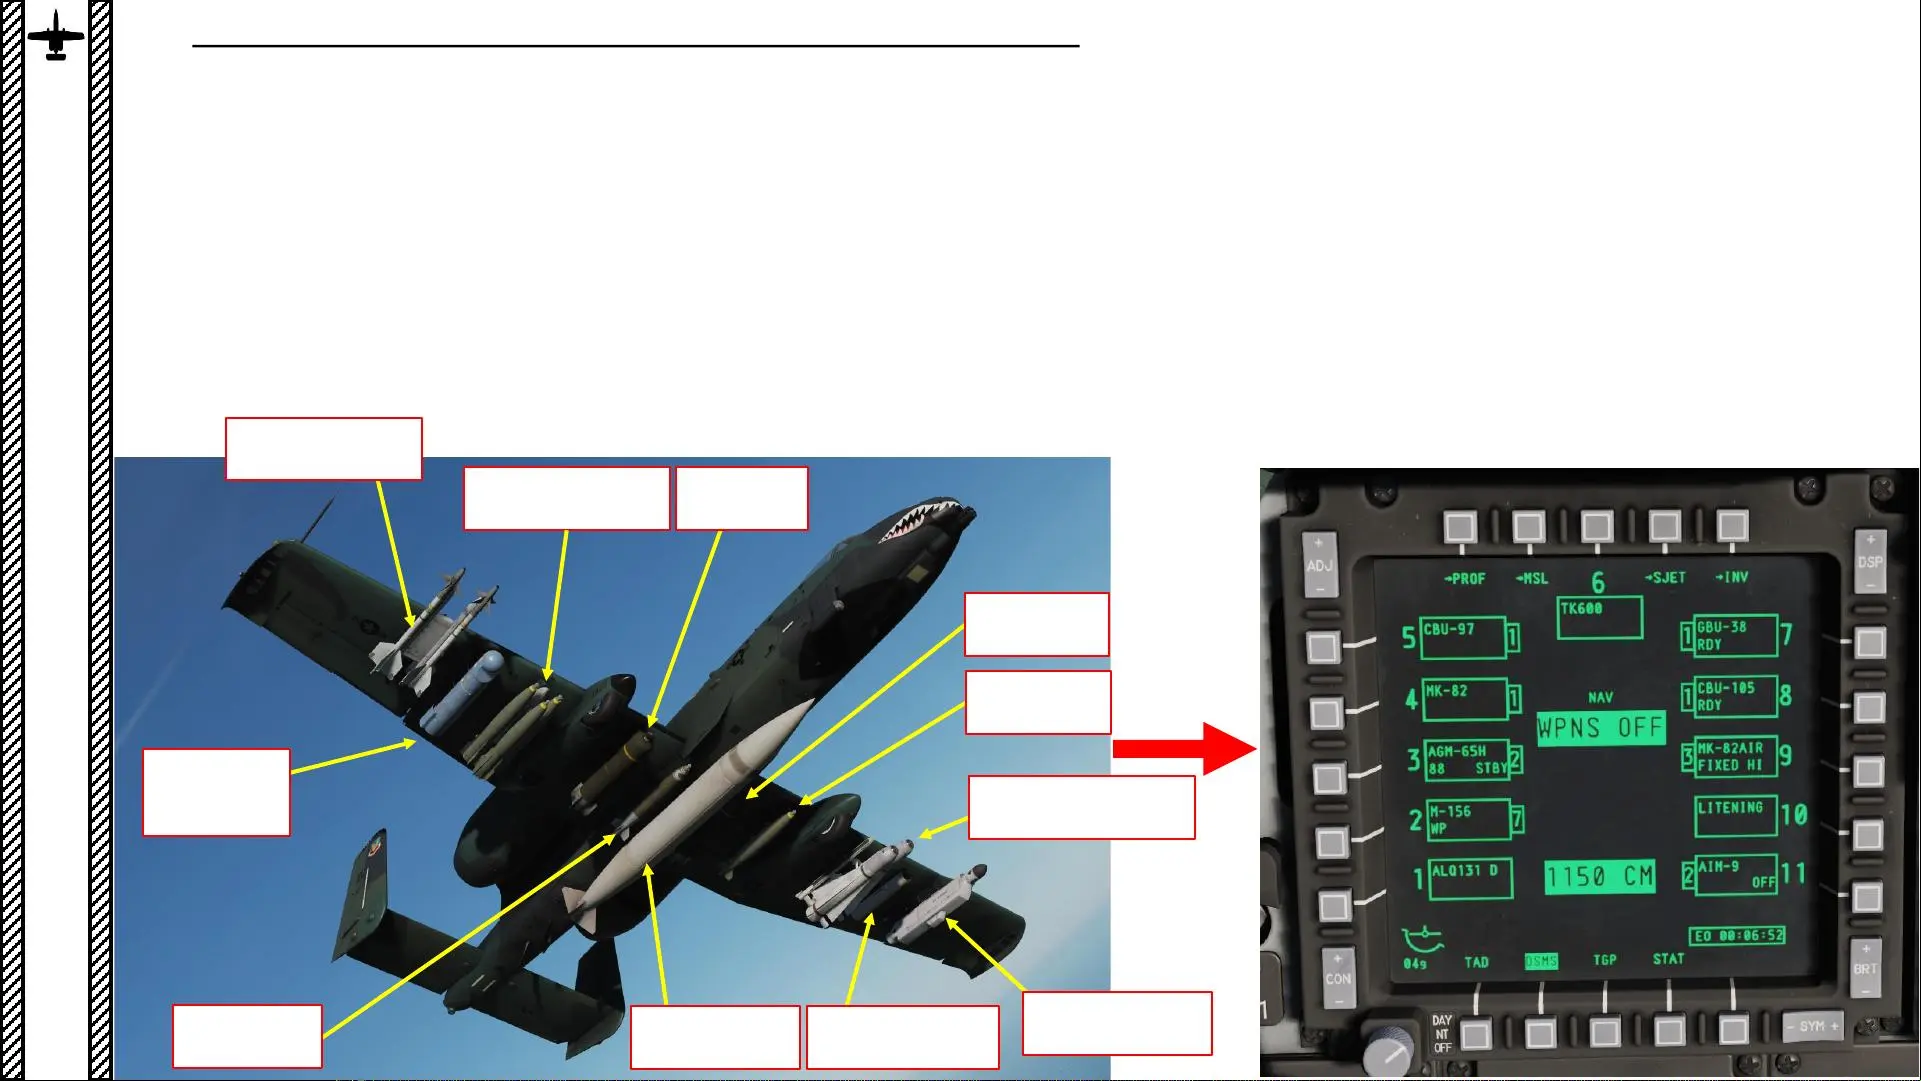 ADJ
DSP
→PROF
→MSL
6
→SJET
→INV
TK600
5
CBU-97
1
1
GBU-38
RDY
7
4
MK-82
1
NAV
WPNS OFF
1
CBU-105
RDY
8
3
AGM-65H
88 STBY
2
3
MK-82AIR
FIXED HI
9
2
M-156
WP
7
LITENING
10
1
ALQ131 D
1150 CM
2
AIM-9
OFF
11
EO 00:06:52
04g
TAD
DSMS
TGP
STAT
CON
BRT
DAY
NT
OFF
- SYM +